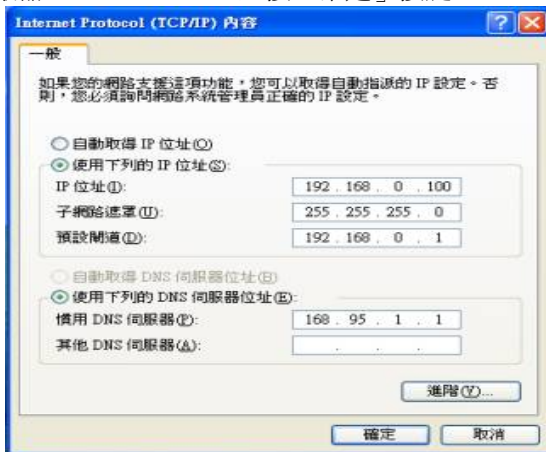 Internet Protocol (TCP/IP) 內容
一般
如果您的網路支援這項功能，您可以取得自動指派的 IP 設定。否
則，您必須詢問網路系統管理員正確的 IP 設定。
自動取得 IP 位址(O)
使用下列的 IP 位址(S):
IP 位址(I): 192 . 168 . 0 . 100
子網路遮罩(U): 255 . 255 . 255 . 0
預設閘道(D): 192 . 168 . 0 . 1
自動取得 DNS 伺服器位址(B)
使用下列的 DNS 伺服器位址(E):
慣用 DNS 伺服器(P): 168 . 95 . 1 . 1
其他 DNS 伺服器(A): . . .
進階(V)...
確定 取消